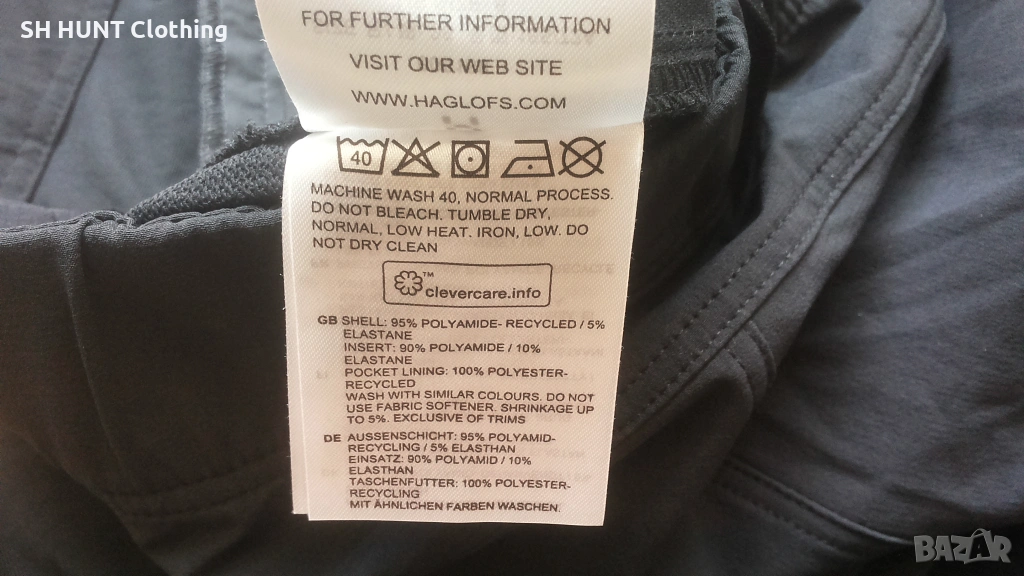 SH HUNT Clothing
FOR FURTHER INFORMATION
VISIT OUR WEB SITE
WWW.HAGLOFS.COM
40
MACHINE WASH 40, NORMAL PROCESS.
DO NOT BLEACH. TUMBLE DRY,
NORMAL, LOW HEAT. IRON, LOW. DO
NOT DRY CLEAN
™
clevercare.info
GB SHELL: 95% POLYAMIDE- RECYCLED / 5%
ELASTANE
INSERT: 90% POLYAMIDE / 10%
ELASTANE
POCKET LINING: 100% POLYESTER-
RECYCLED
WASH WITH SIMILAR COLOURS. DO NOT
USE FABRIC SOFTENER. SHRINKAGE UP
TO 5%. EXCLUSIVE OF TRIMS
DE AUSSENSCHICHT: 95% POLYAMID-
RECYCLING / 5% ELASTHAN
EINSATZ: 90% POLYAMID / 10%
ELASTHAN
TASCHENFUTTER: 100% POLYESTER-
RECYCLING
MIT ÄHNLICHEN FARBEN WASCHEN.
BAZAR